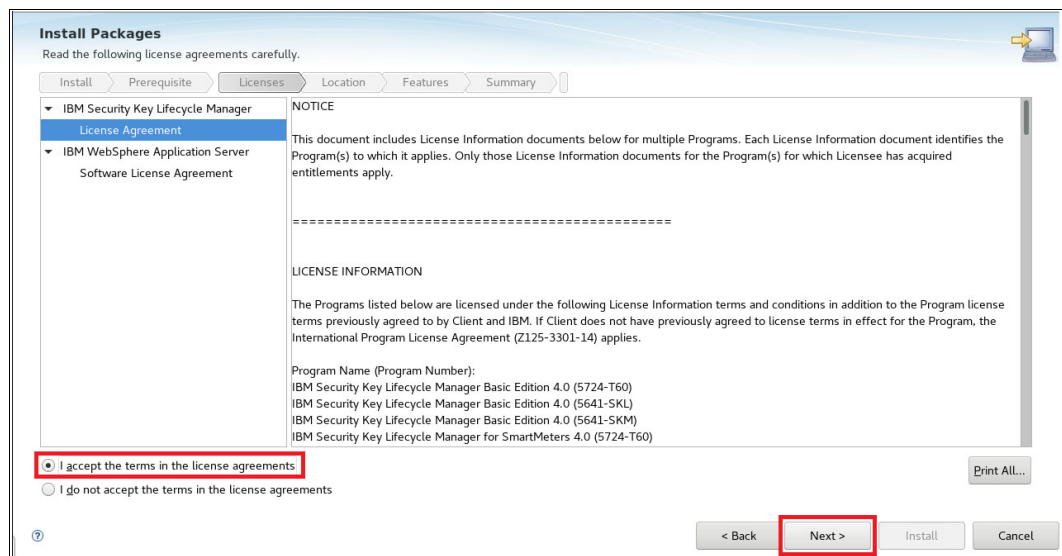 Install Packages
Read the following license agreements carefully.
Install
Prerequisite
Licenses
Location
Features
Summary
IBM Security Key Lifecycle Manager
License Agreement
IBM WebSphere Application Server
Software License Agreement
NOTICE
This document includes License Information documents below for multiple Programs. Each License Information document identifies the
Program(s) to which it applies. Only those License Information documents for the Program(s) for which Licensee has acquired
entitlements apply.
==============================================
LICENSE INFORMATION
The Programs listed below are licensed under the following License Information terms and conditions in addition to the Program license
terms previously agreed to by Client and IBM. If Client does not have previously agreed to license terms in effect for the Program, the
International Program License Agreement (Z125-3301-14) applies.
Program Name (Program Number):
IBM Security Key Lifecycle Manager Basic Edition 4.0 (5724-T60)
IBM Security Key Lifecycle Manager Basic Edition 4.0 (5641-SKL)
IBM Security Key Lifecycle Manager Basic Edition 4.0 (5641-SKM)
IBM Security Key Lifecycle Manager for SmartMeters 4.0 (5724-T60)
I accept the terms in the license agreements
I do not accept the terms in the license agreements
Print All...
?
< Back
Next >
Install
Cancel